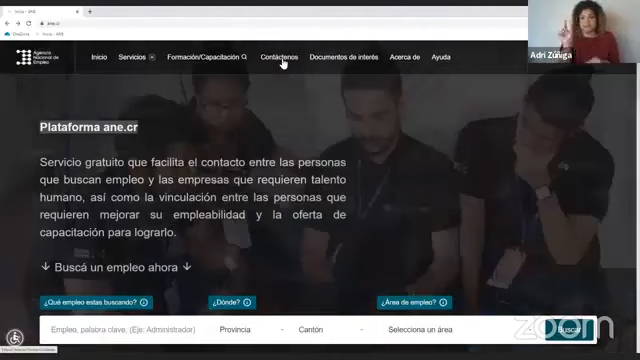 Inicio - ANE
ane.cr
Inicio - ANE
Agencia
Nacional de
Empleo
Inicio Servicios Formación/Capacitación Contáctenos Documentos de interés Acerca de Ayuda
Adri Zúñiga
Plataforma ane.cr
Servicio gratuito que facilita el contacto entre las personas
que buscan empleo y las empresas que requieren talento
humano, así como la vinculación entre las personas que
requieren mejorar su empleabilidad y la oferta de
capacitación para lograrlo.
↓ Buscá un empleo ahora ↓
¿Qué empleo estas buscando? ¿Dónde? ¿Área de empleo?
Empleo, palabra clave, (Eje: Administrador) Provincia Cantón Selecciona un área Buscar
zoom